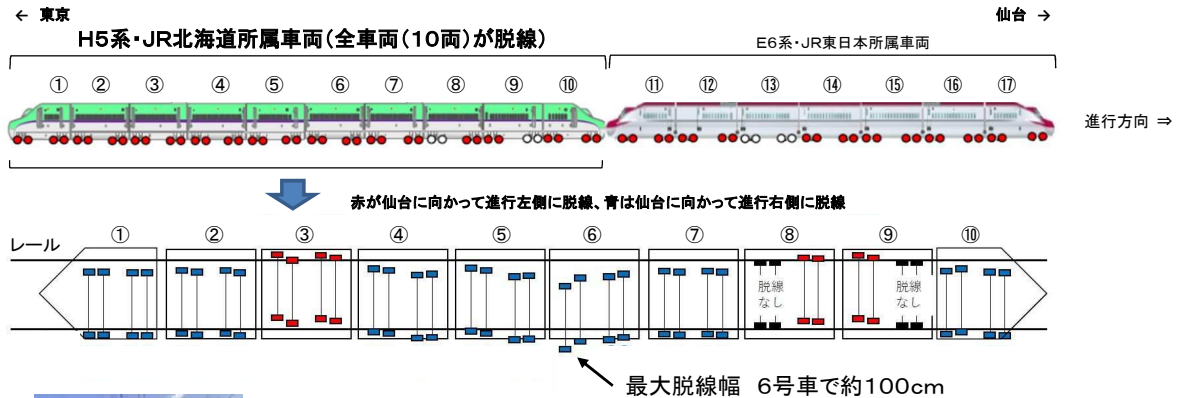 ← 東京
仙台 →
H5系・JR北海道所属車両（全車両（10両）が脱線）
E6系・JR東日本所属車両
① ② ③ ④ ⑤ ⑥ ⑦ ⑧ ⑨ ⑩ ⑪ ⑫ ⑬ ⑭ ⑮ ⑯ ⑰
進行方向 ⇒
赤が仙台に向かって進行左側に脱線、青は仙台に向かって進行右側に脱線
レール
① ② ③ ④ ⑤ ⑥ ⑦ ⑧ ⑨ ⑩
脱線
なし
脱線
なし
最大脱線幅 6号車で約100cm